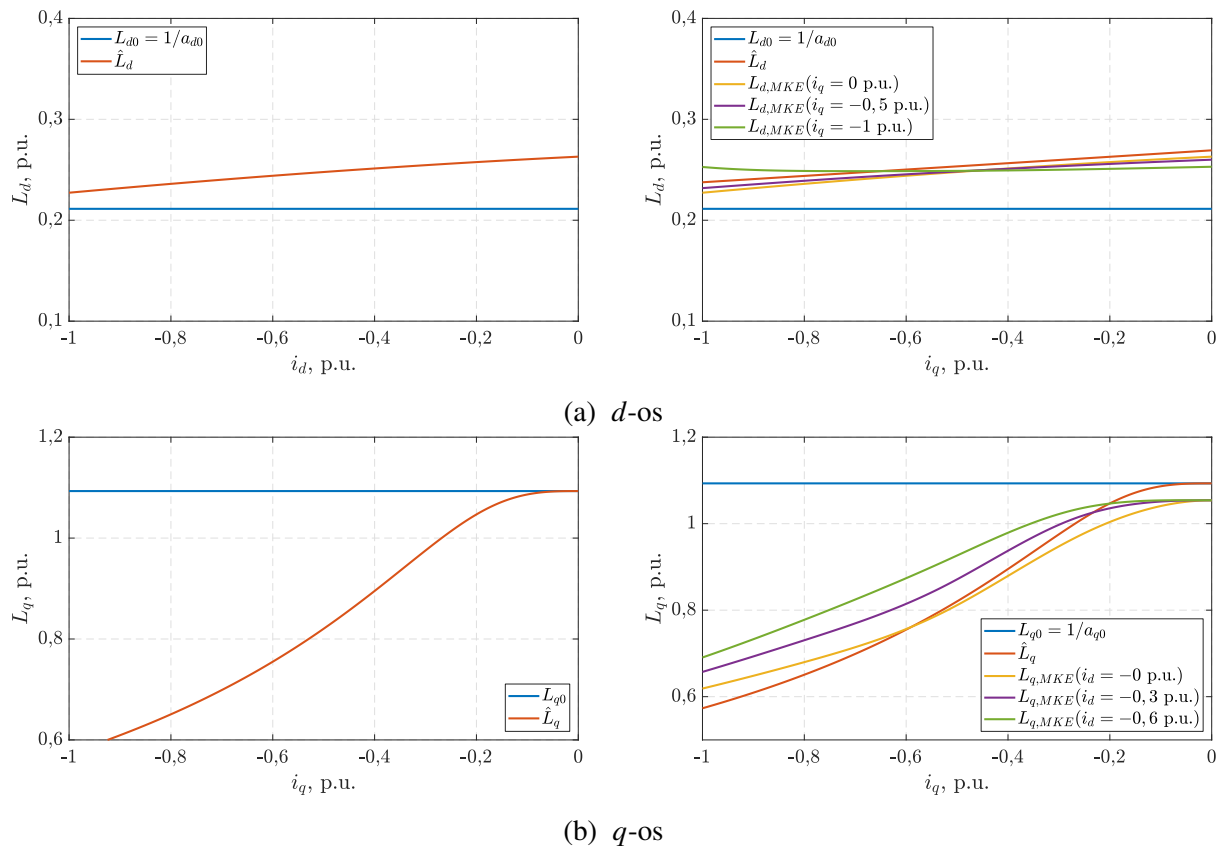 0,4
0,3
0,2
0,1
L_d, p.u.
L_{d0} = 1/a_{d0}
\hat{L}_d
-1 -0,8 -0,6 -0,4 -0,2 0
i_d, p.u.
0,4
0,3
0,2
0,1
L_d, p.u.
L_{d0} = 1/a_{d0}
\hat{L}_d
L_{d,MKE}(i_q = 0 p.u.)
L_{d,MKE}(i_q = −0, 5 p.u.)
L_{d,MKE}(i_q = −1 p.u.)
-1 -0,8 -0,6 -0,4 -0,2 0
i_q, p.u.
(a) d-os
1,2
1
0,8
0,6
L_q, p.u.
L_{q0}
\hat{L}_q
-1 -0,8 -0,6 -0,4 -0,2 0
i_q, p.u.
1,2
1
0,8
0,6
L_q, p.u.
L_{q0} = 1/a_{q0}
\hat{L}_q
L_{q,MKE}(i_d = −0 p.u.)
L_{q,MKE}(i_d = −0, 3 p.u.)
L_{q,MKE}(i_d = −0, 6 p.u.)
-1 -0,8 -0,6 -0,4 -0,2 0
i_q, p.u.
(b) q-os